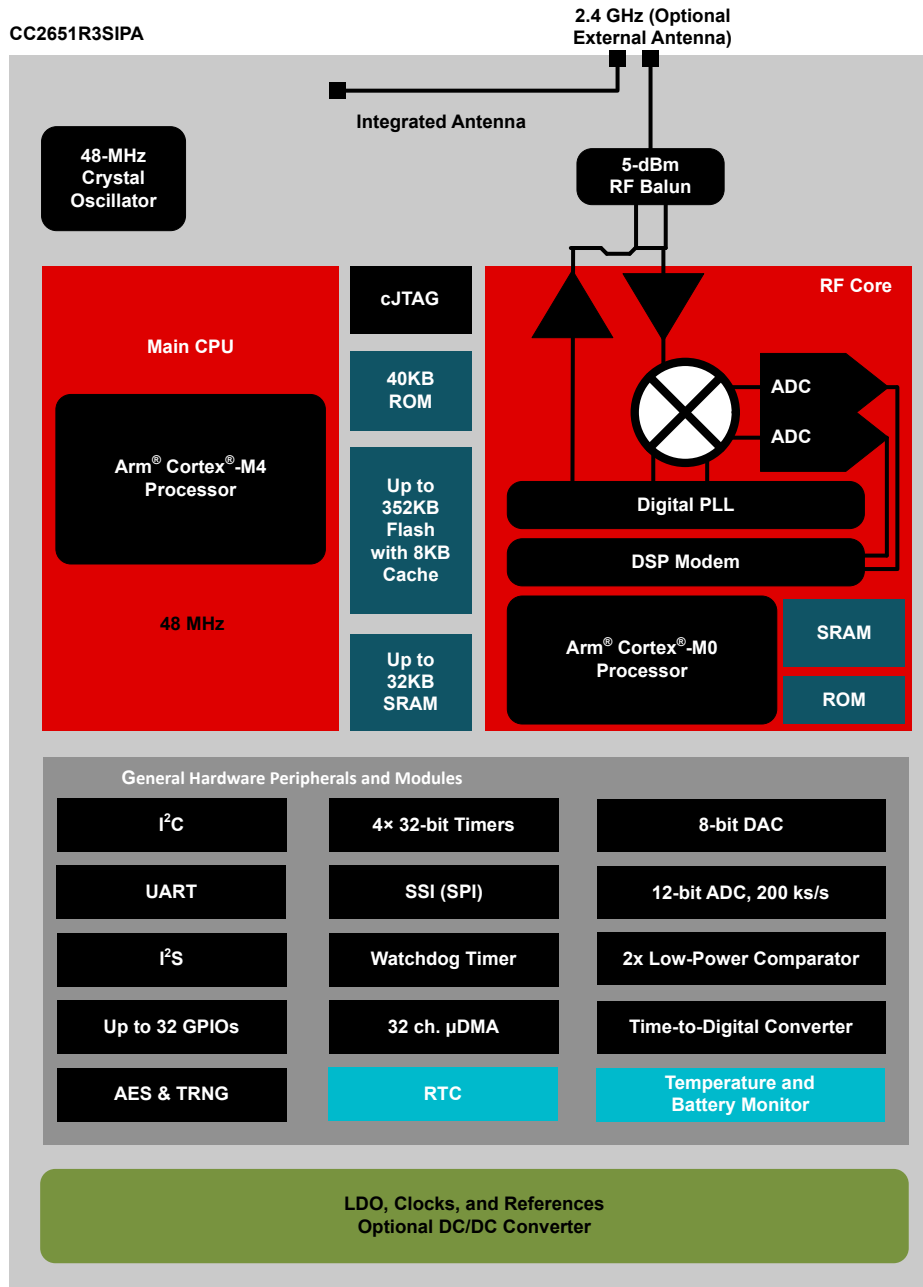 CC2651R3SIPA
2.4 GHz (Optional
External Antenna)
Integrated Antenna
48-MHz
Crystal
Oscillator
5-dBm
RF Balun
Main CPU
Arm® Cortex®-M4
Processor
48 MHz
cJTAG
40KB
ROM
Up to
352KB
Flash
with 8KB
Cache
Up to
32KB
SRAM
RF Core
ADC
ADC
Digital PLL
DSP Modem
Arm® Cortex®-M0
Processor
SRAM
ROM
General Hardware Peripherals and Modules
I²C
4× 32-bit Timers
8-bit DAC
UART
SSI (SPI)
12-bit ADC, 200 ks/s
I²S
Watchdog Timer
2x Low-Power Comparator
Up to 32 GPIOs
32 ch. µDMA
Time-to-Digital Converter
AES & TRNG
RTC
Temperature and
Battery Monitor
LDO, Clocks, and References
Optional DC/DC Converter